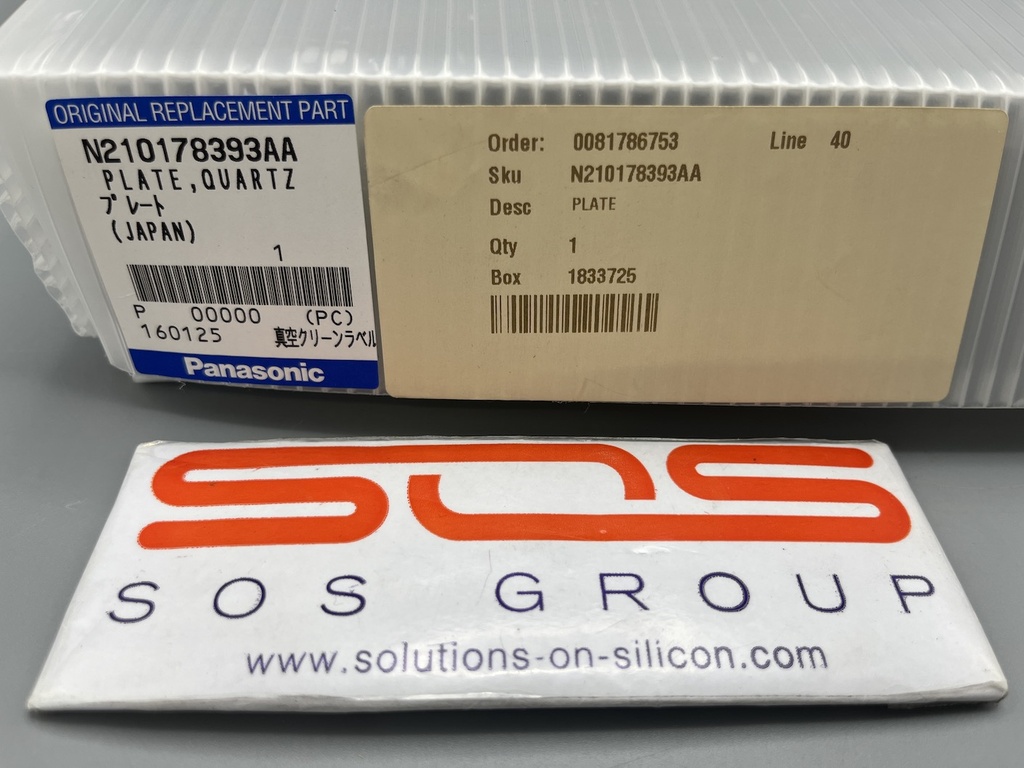 ORIGINAL REPLACEMENT PART
N210178393AA
PLATE,QUARTZ
プレート
(JAPAN)
1
P 00000 (PC)
160125 真空クリーンラベル
Panasonic
Order: 0081786753 Line 40
Sku N210178393AA
Desc PLATE
Qty 1
Box 1833725
SOS
SOS GROUP
www.solutions-on-silicon.com